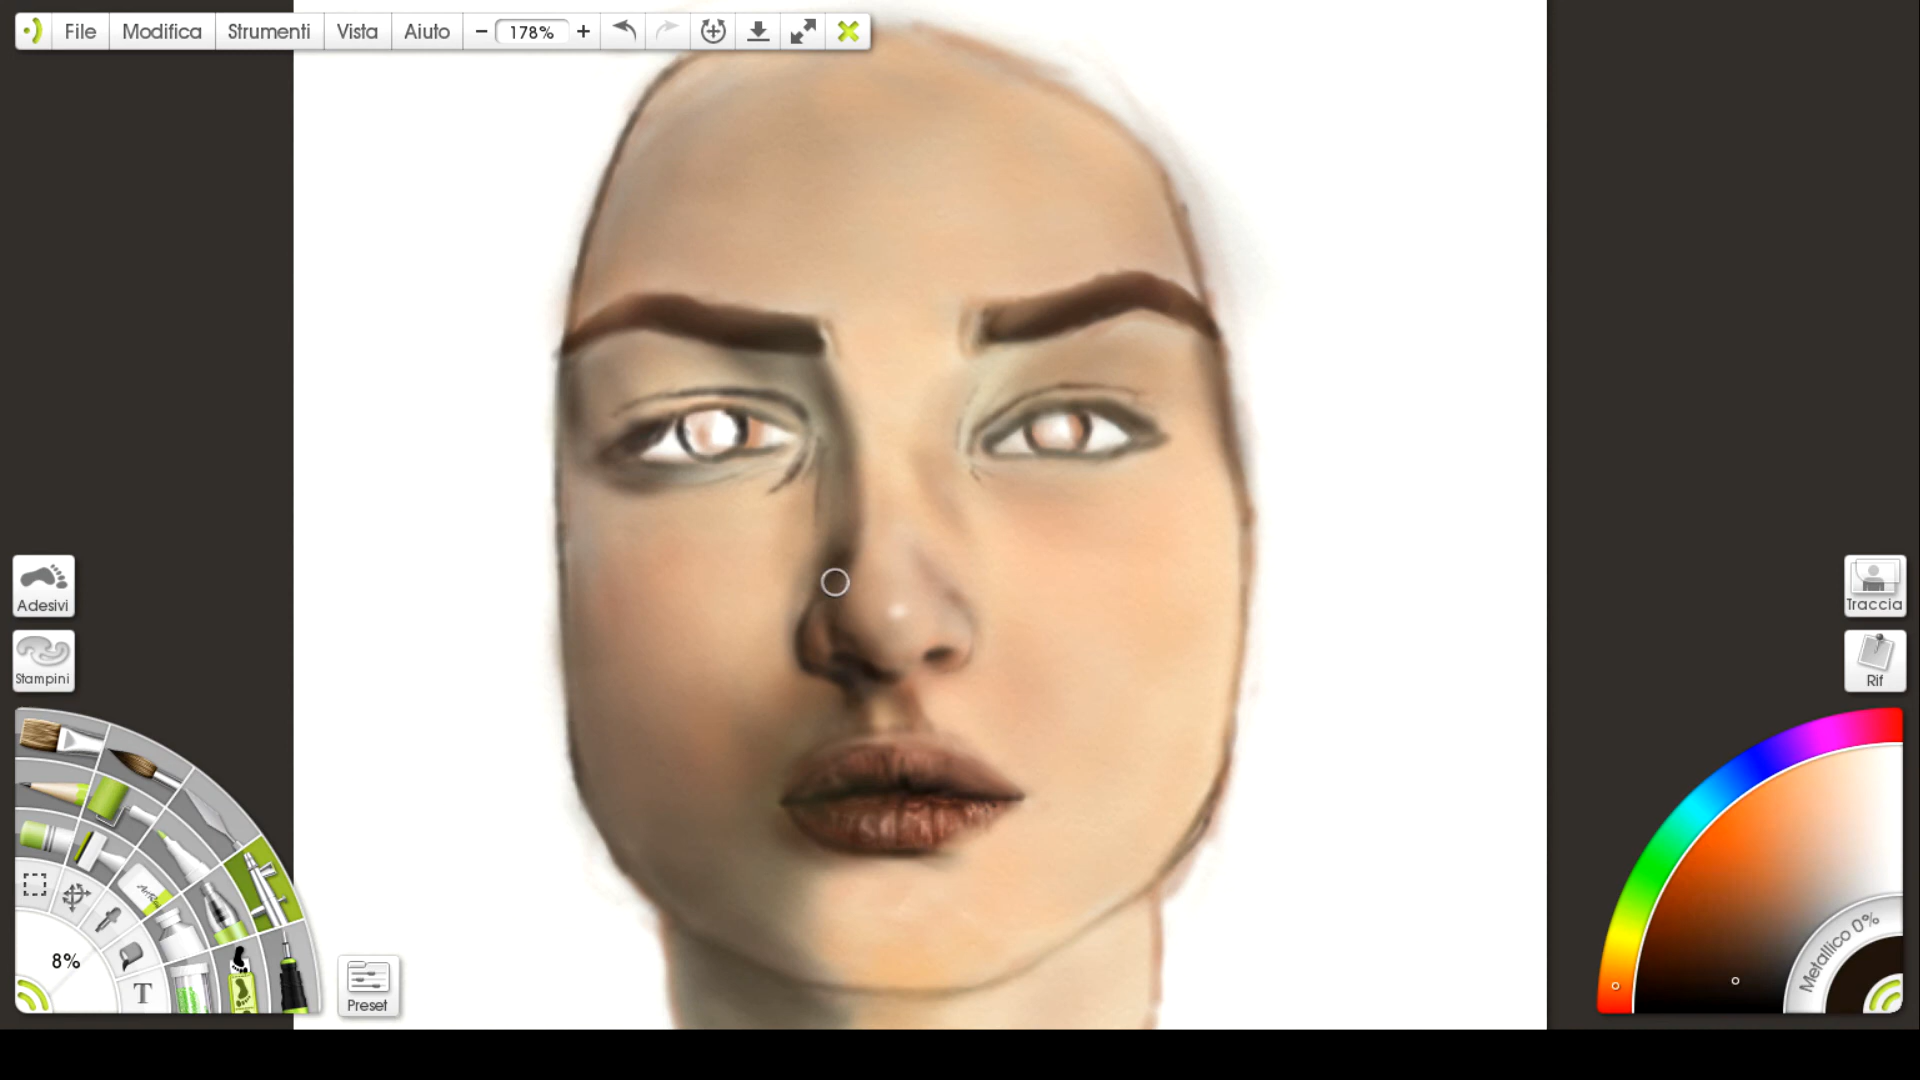 File Modifica Strumenti Vista Aiuto − 178% +
Adesivi
Stampini
Traccia
Rif
Metallico 0%
8%
T
Preset